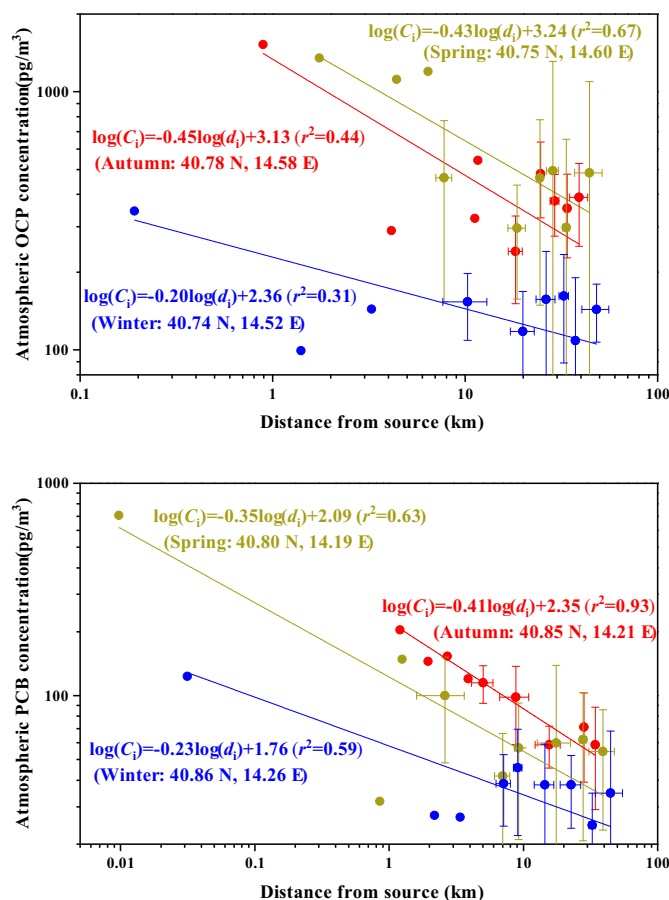 log(Ci)=-0.43log(di)+3.24 (r²=0.67)
(Spring: 40.75 N, 14.60 E)
log(Ci)=-0.45log(di)+3.13 (r²=0.44)
(Autumn: 40.78 N, 14.58 E)
log(Ci)=-0.20log(di)+2.36 (r²=0.31)
(Winter: 40.74 N, 14.52 E)
Atmospheric OCP concentration(pg/m³)
1000
100
0.1 1 10 100
Distance from source (km)
log(Ci)=-0.35log(di)+2.09 (r²=0.63)
(Spring: 40.80 N, 14.19 E)
log(Ci)=-0.41log(di)+2.35 (r²=0.93)
(Autumn: 40.85 N, 14.21 E)
log(Ci)=-0.23log(di)+1.76 (r²=0.59)
(Winter: 40.86 N, 14.26 E)
Atmospheric PCB concentration(pg/m³)
1000
100
0.01 0.1 1 10 100
Distance from source (km)